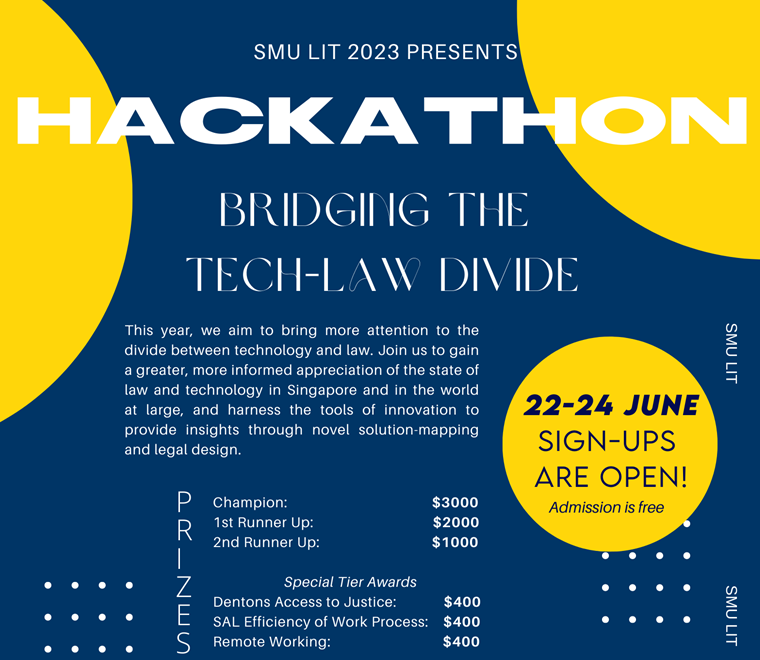 SMU LIT 2023 PRESENTS
HACKATHON
BRIDGING THE
TECH-LAW DIVIDE
This year, we aim to bring more attention to the
divide between technology and law. Join us to gain
a greater, more informed appreciation of the state of
law and technology in Singapore and in the world
at large, and harness the tools of innovation to
provide insights through novel solution-mapping
and legal design.
SMU LIT
22-24 JUNE
SIGN-UPS
ARE OPEN!
Admission is free
PRIZES
Champion: $3000
1st Runner Up: $2000
2nd Runner Up: $1000
Special Tier Awards
Dentons Access to Justice: $400
SAL Efficiency of Work Process: $400
Remote Working: $400
SMU LIT